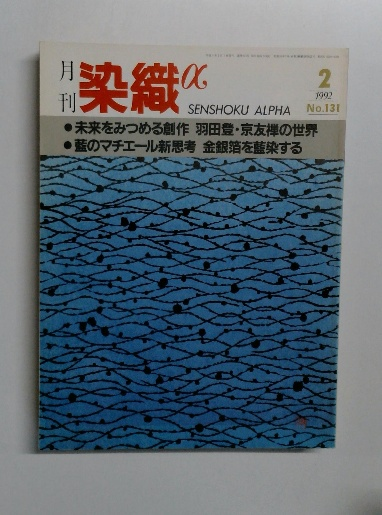 月刊 染織α
SENSHOKU ALPHA
2
1992
No.131
●未来をみつめる創作 羽田登・京友禅の世界
●藍のマチエール新思考 金銀箔を藍染する